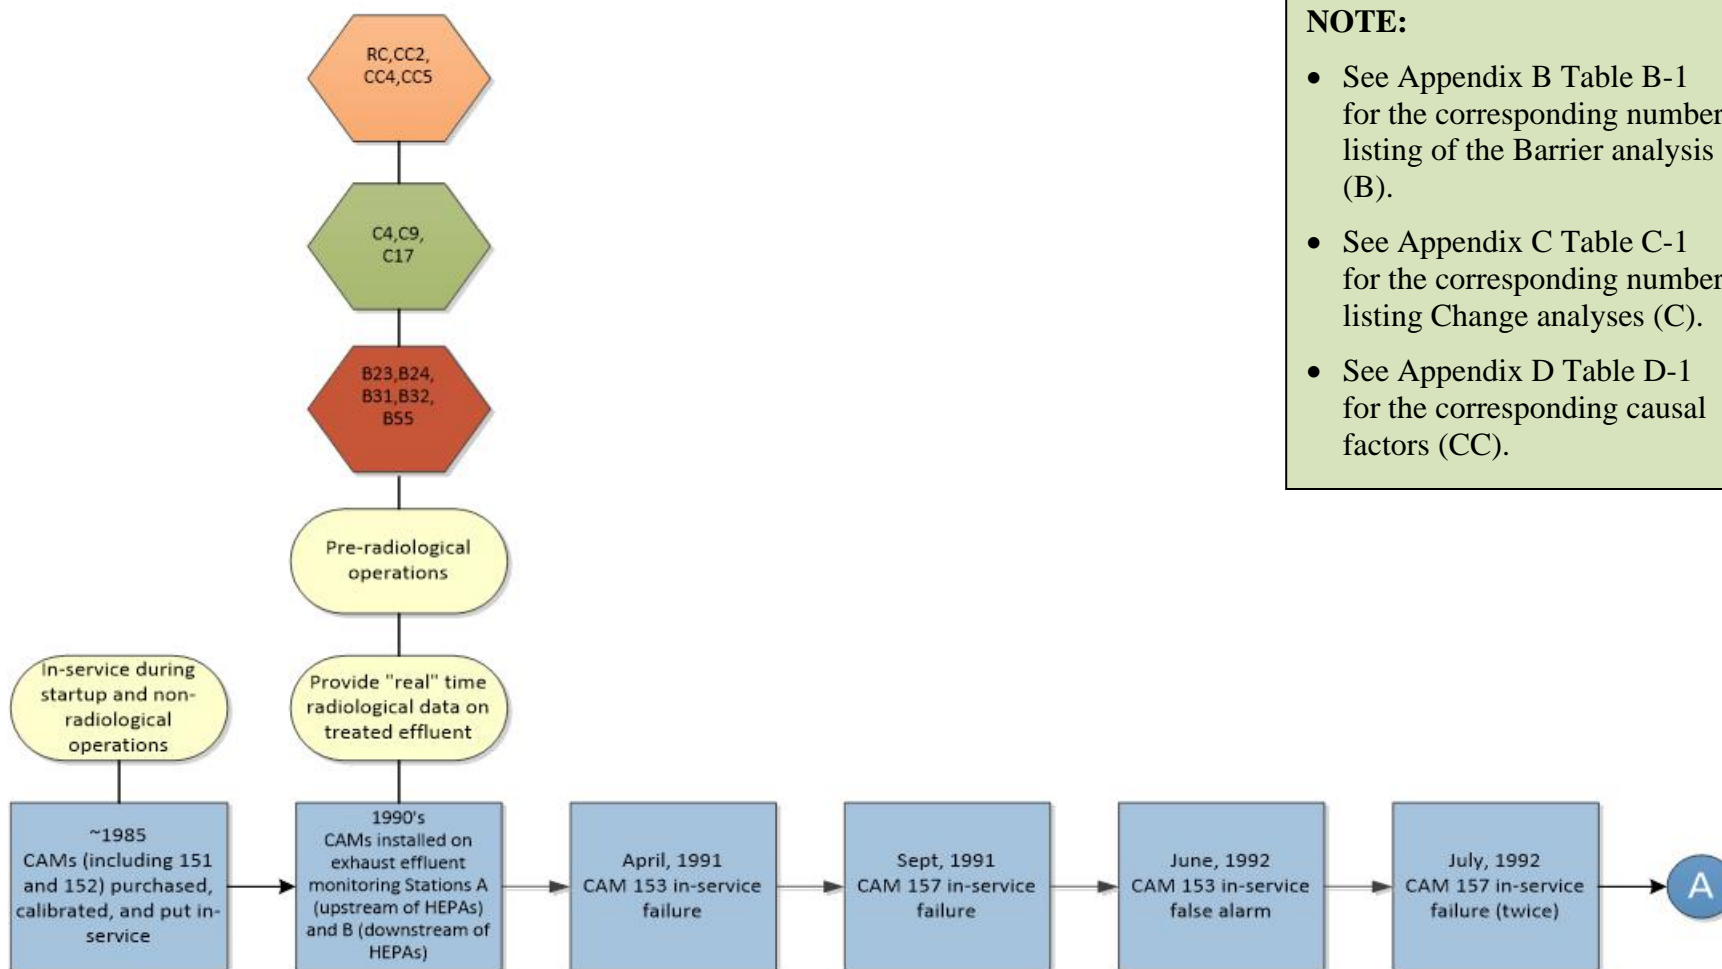 RC,CC2,
CC4,CC5
C4,C9,
C17
B23,B24,
B31,B32,
B55
Pre-radiological
operations
In-service during
startup and non-
radiological
operations
Provide "real" time
radiological data on
treated effluent
~1985
CAMs (including 151
and 152) purchased,
calibrated, and put in-
service
1990's
CAMs installed on
exhaust effluent
monitoring Stations A
(upstream of HEPAs)
and B (downstream of
HEPAs)
April, 1991
CAM 153 in-service
failure
Sept, 1991
CAM 157 in-service
failure
June, 1992
CAM 153 in-service
false alarm
July, 1992
CAM 157 in-service
failure (twice)
A
NOTE:
• See Appendix B Table B-1
for the corresponding number
listing of the Barrier analysis
(B).
• See Appendix C Table C-1
for the corresponding number
listing Change analyses (C).
• See Appendix D Table D-1
for the corresponding causal
factors (CC).